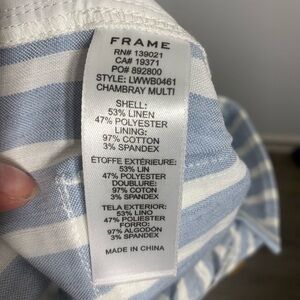 FRAME
RN# 139021
CA# 19371
PO# 892800
STYLE: LWWB0461
CHAMBRAY MULTI
SHELL:
53% LINEN
47% POLYESTER
LINING:
97% COTTON
3% SPANDEX
ÉTOFFE EXTÉRIEURE:
53% LIN
47% POLYESTER
DOUBLURE:
97% COTON
3% SPANDEX
TELA EXTERIOR:
53% LINO
47% POLIESTER
FORRO:
97% ALGODÓN
3% SPANDEX
MADE IN CHINA